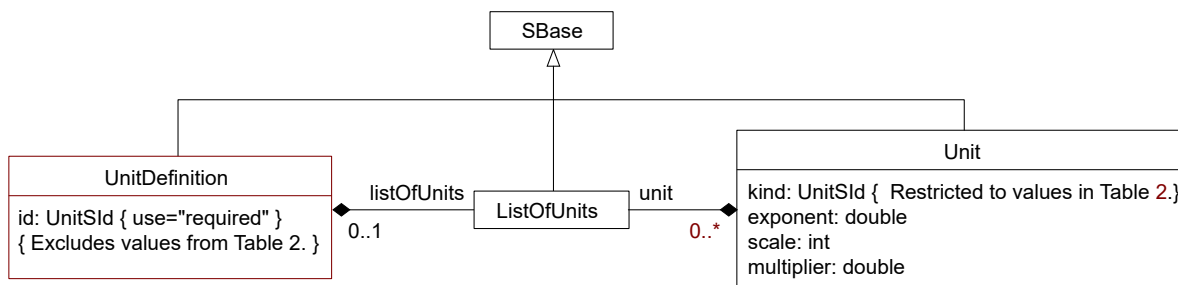 SBase
UnitDefinition
id: UnitSId { use="required" }
{ Excludes values from Table 2. }
listOfUnits
0..1
ListOfUnits
unit
0..*
Unit
kind: UnitSId { Restricted to values in Table 2.}
exponent: double
scale: int
multiplier: double